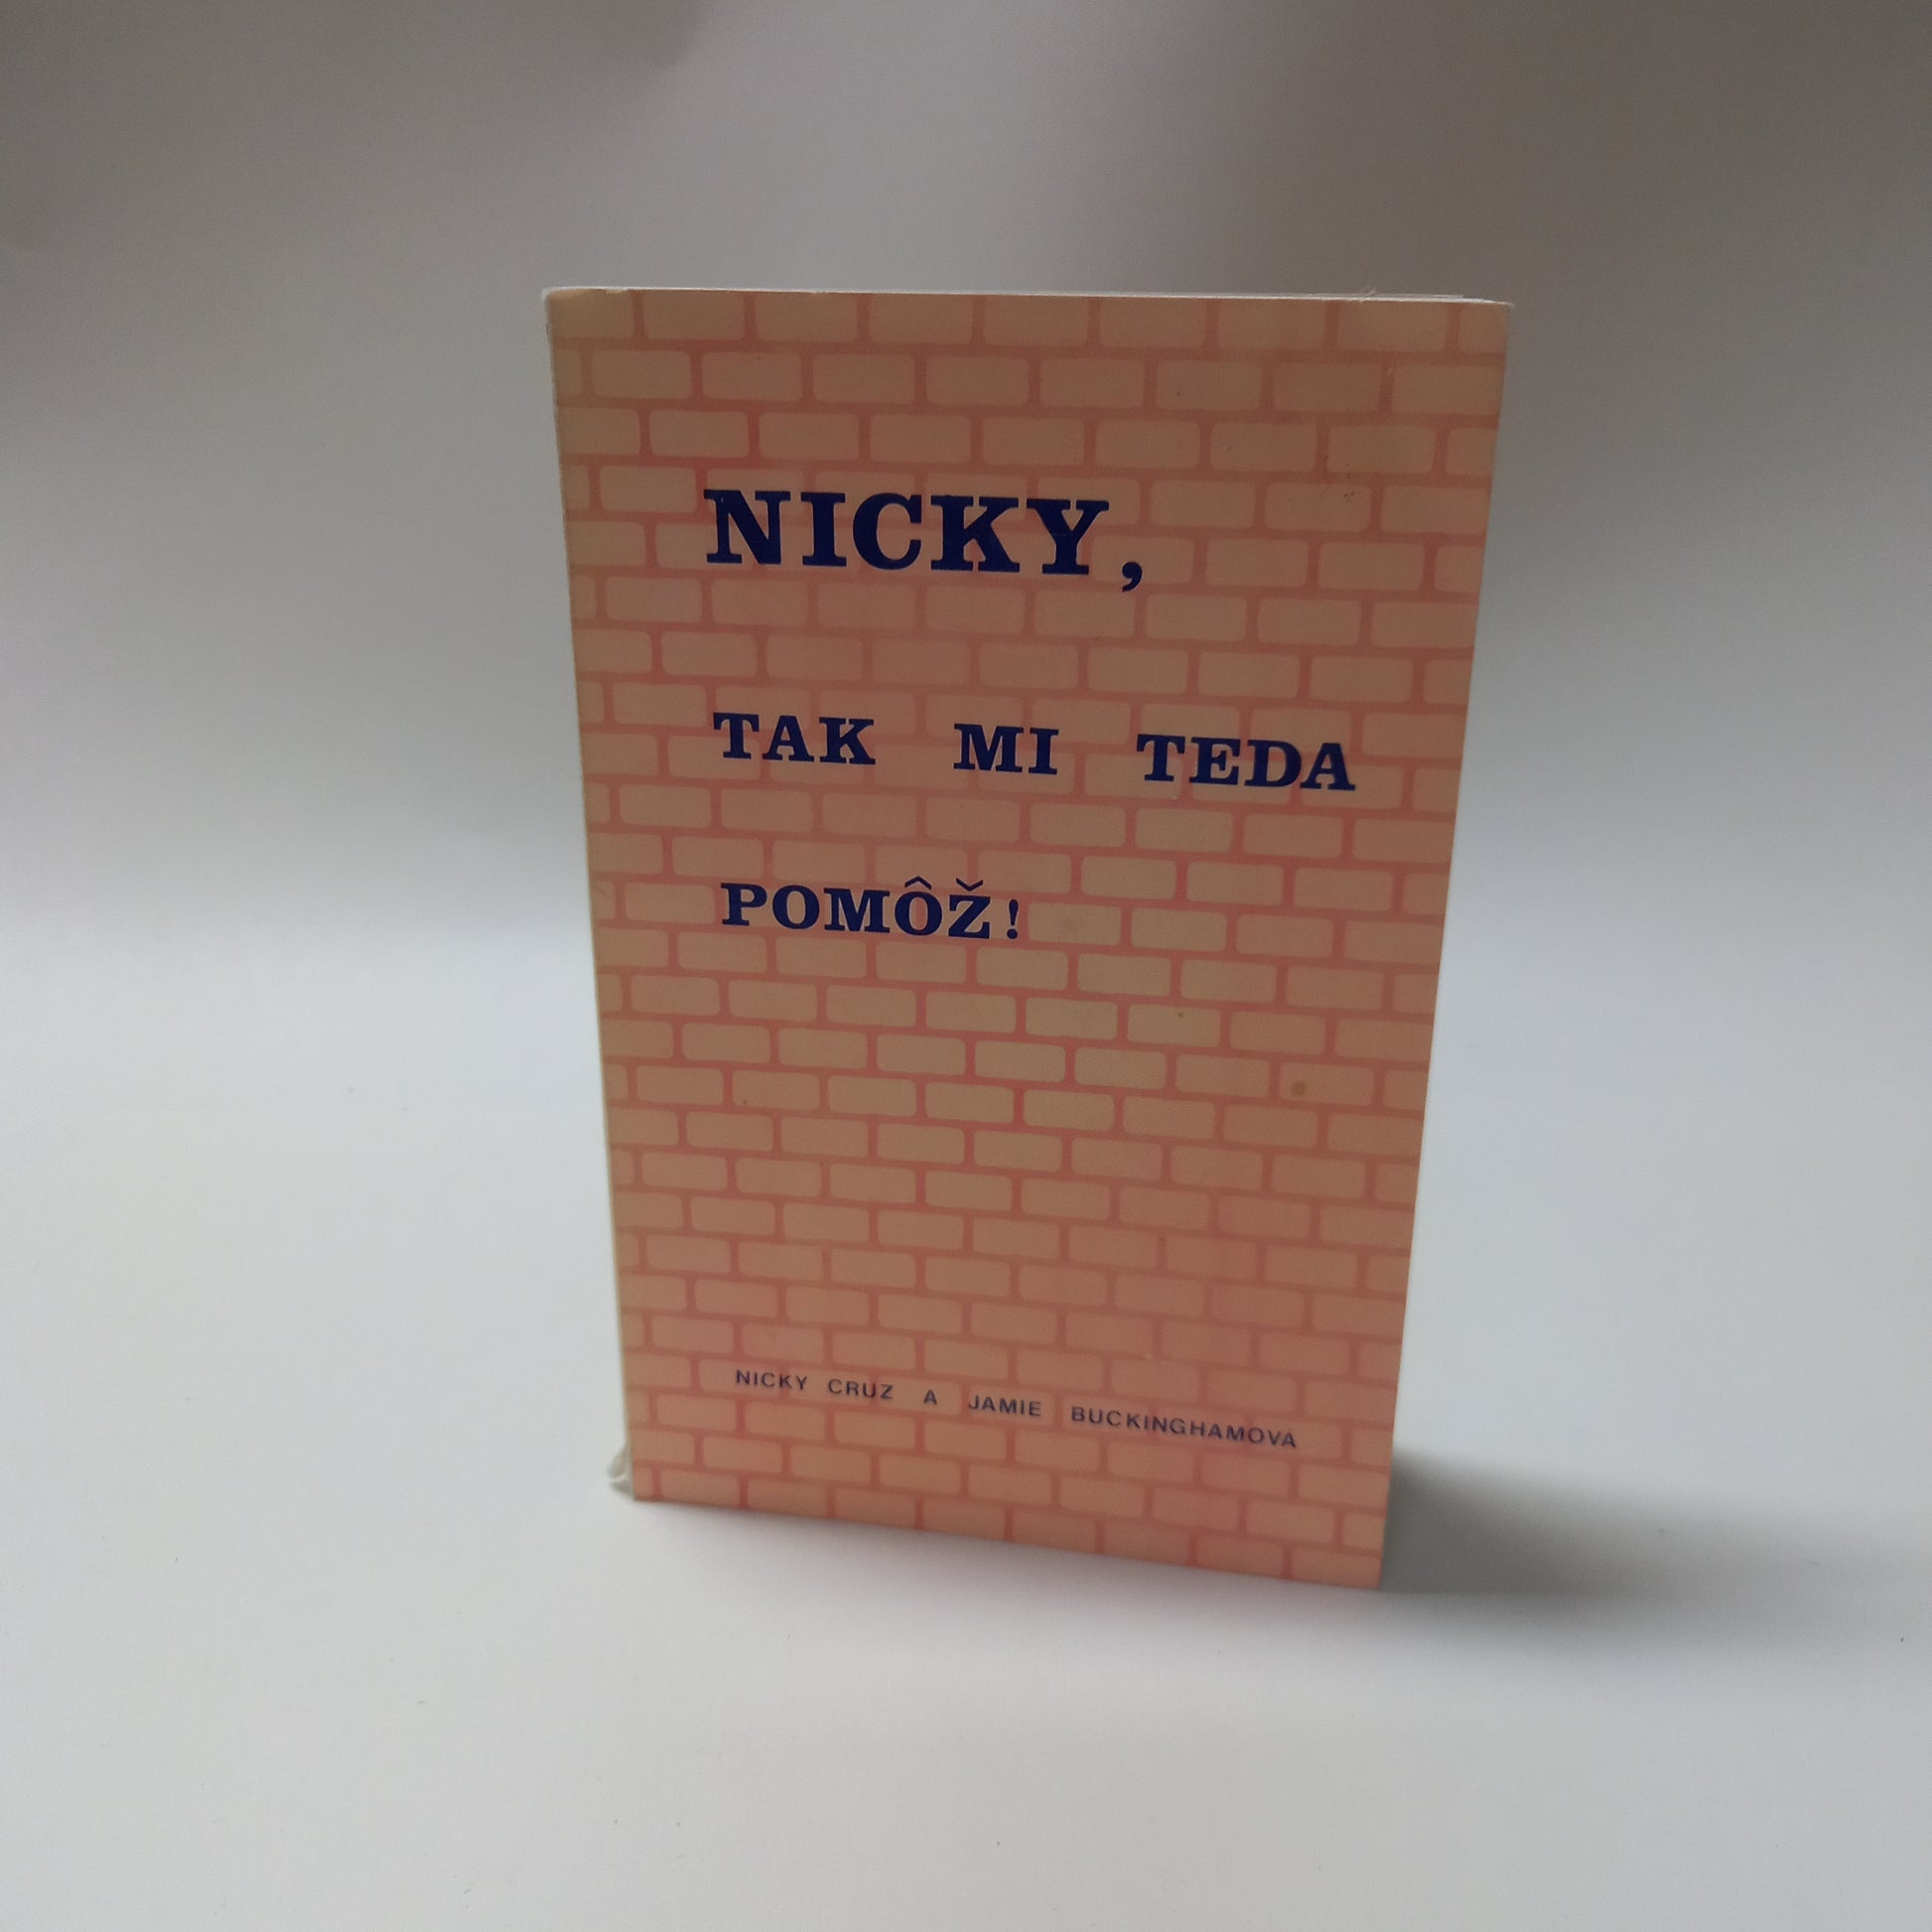 NICKY,
TAK MI TEDA
POMÔŽ!
NICKY CRUZ A JAMIE BUCKINGHAMOVA